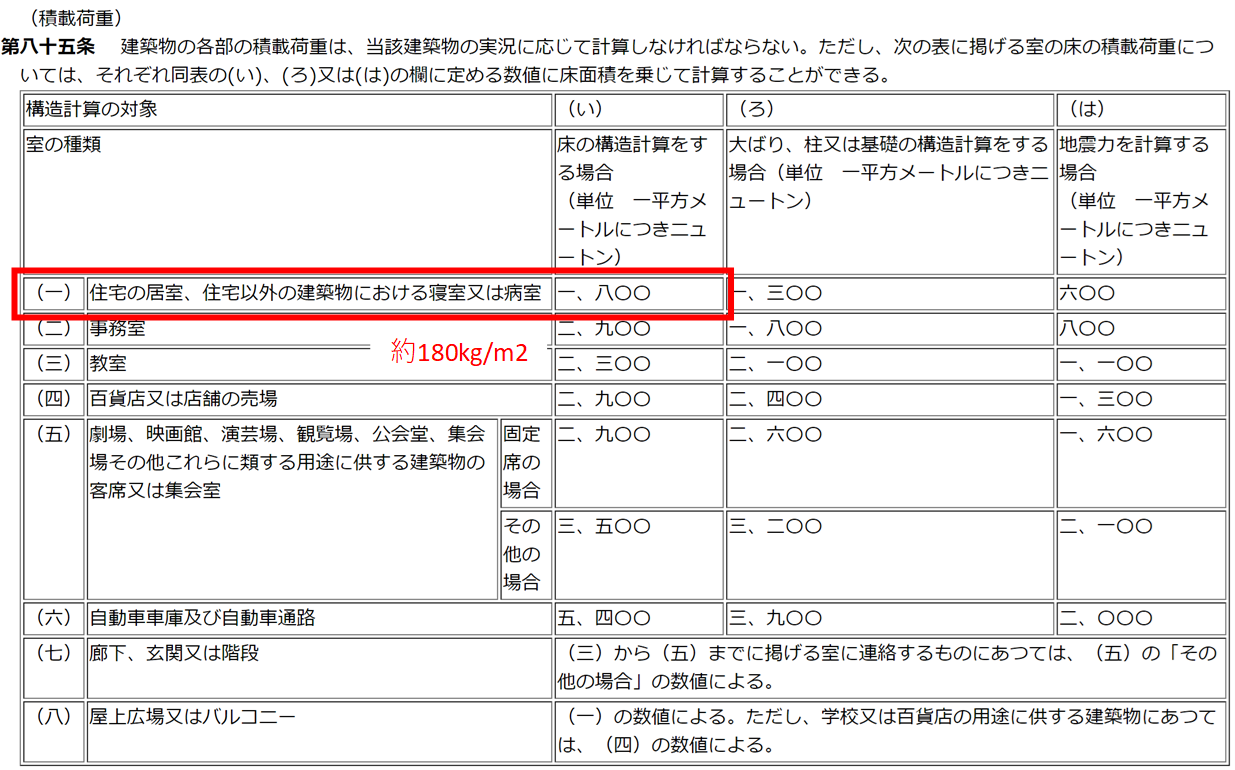 （積載荷重）
第八十五条　建築物の各部の積載荷重は、当該建築物の実況に応じて計算しなければならない。ただし、次の表に掲げる室の床の積載荷重につ
いては、それぞれ同表の(い)、(ろ)又は(は)の欄に定める数値に床面積を乗じて計算することができる。
構造計算の対象
（い）
（ろ）
（は）
室の種類
床の構造計算をす
る場合
（単位　一平方メ
ートルにつきニュ
ートン）
大ばり、柱又は基礎の構造計算をする
場合（単位　一平方メートルにつきニ
ュートン）
地震力を計算する
場合
（単位　一平方メ
ートルにつきニュ
ートン）
（一） 住宅の居室、住宅以外の建築物における寝室又は病室 一、八〇〇 一、三〇〇 六〇〇
（二） 事務室 二、九〇〇 一、八〇〇 八〇〇
約180kg/m2
（三） 教室 二、三〇〇 二、一〇〇 一、一〇〇
（四） 百貨店又は店舗の売場 二、九〇〇 二、四〇〇 一、三〇〇
（五）
劇場、映画館、演芸場、観覧場、公会堂、集会
場その他これらに類する用途に供する建築物の
客席又は集会室
固定
席の
場合
二、九〇〇 二、六〇〇 一、六〇〇
その
他の
場合
三、五〇〇 三、二〇〇 二、一〇〇
（六） 自動車車庫及び自動車通路 五、四〇〇 三、九〇〇 二、〇〇〇
（七） 廊下、玄関又は階段
（三）から（五）までに掲げる室に連絡するものにあつては、（五）の「その
他の場合」の数値による。
（八） 屋上広場又はバルコニー
（一）の数値による。ただし、学校又は百貨店の用途に供する建築物にあつて
は、（四）の数値による。